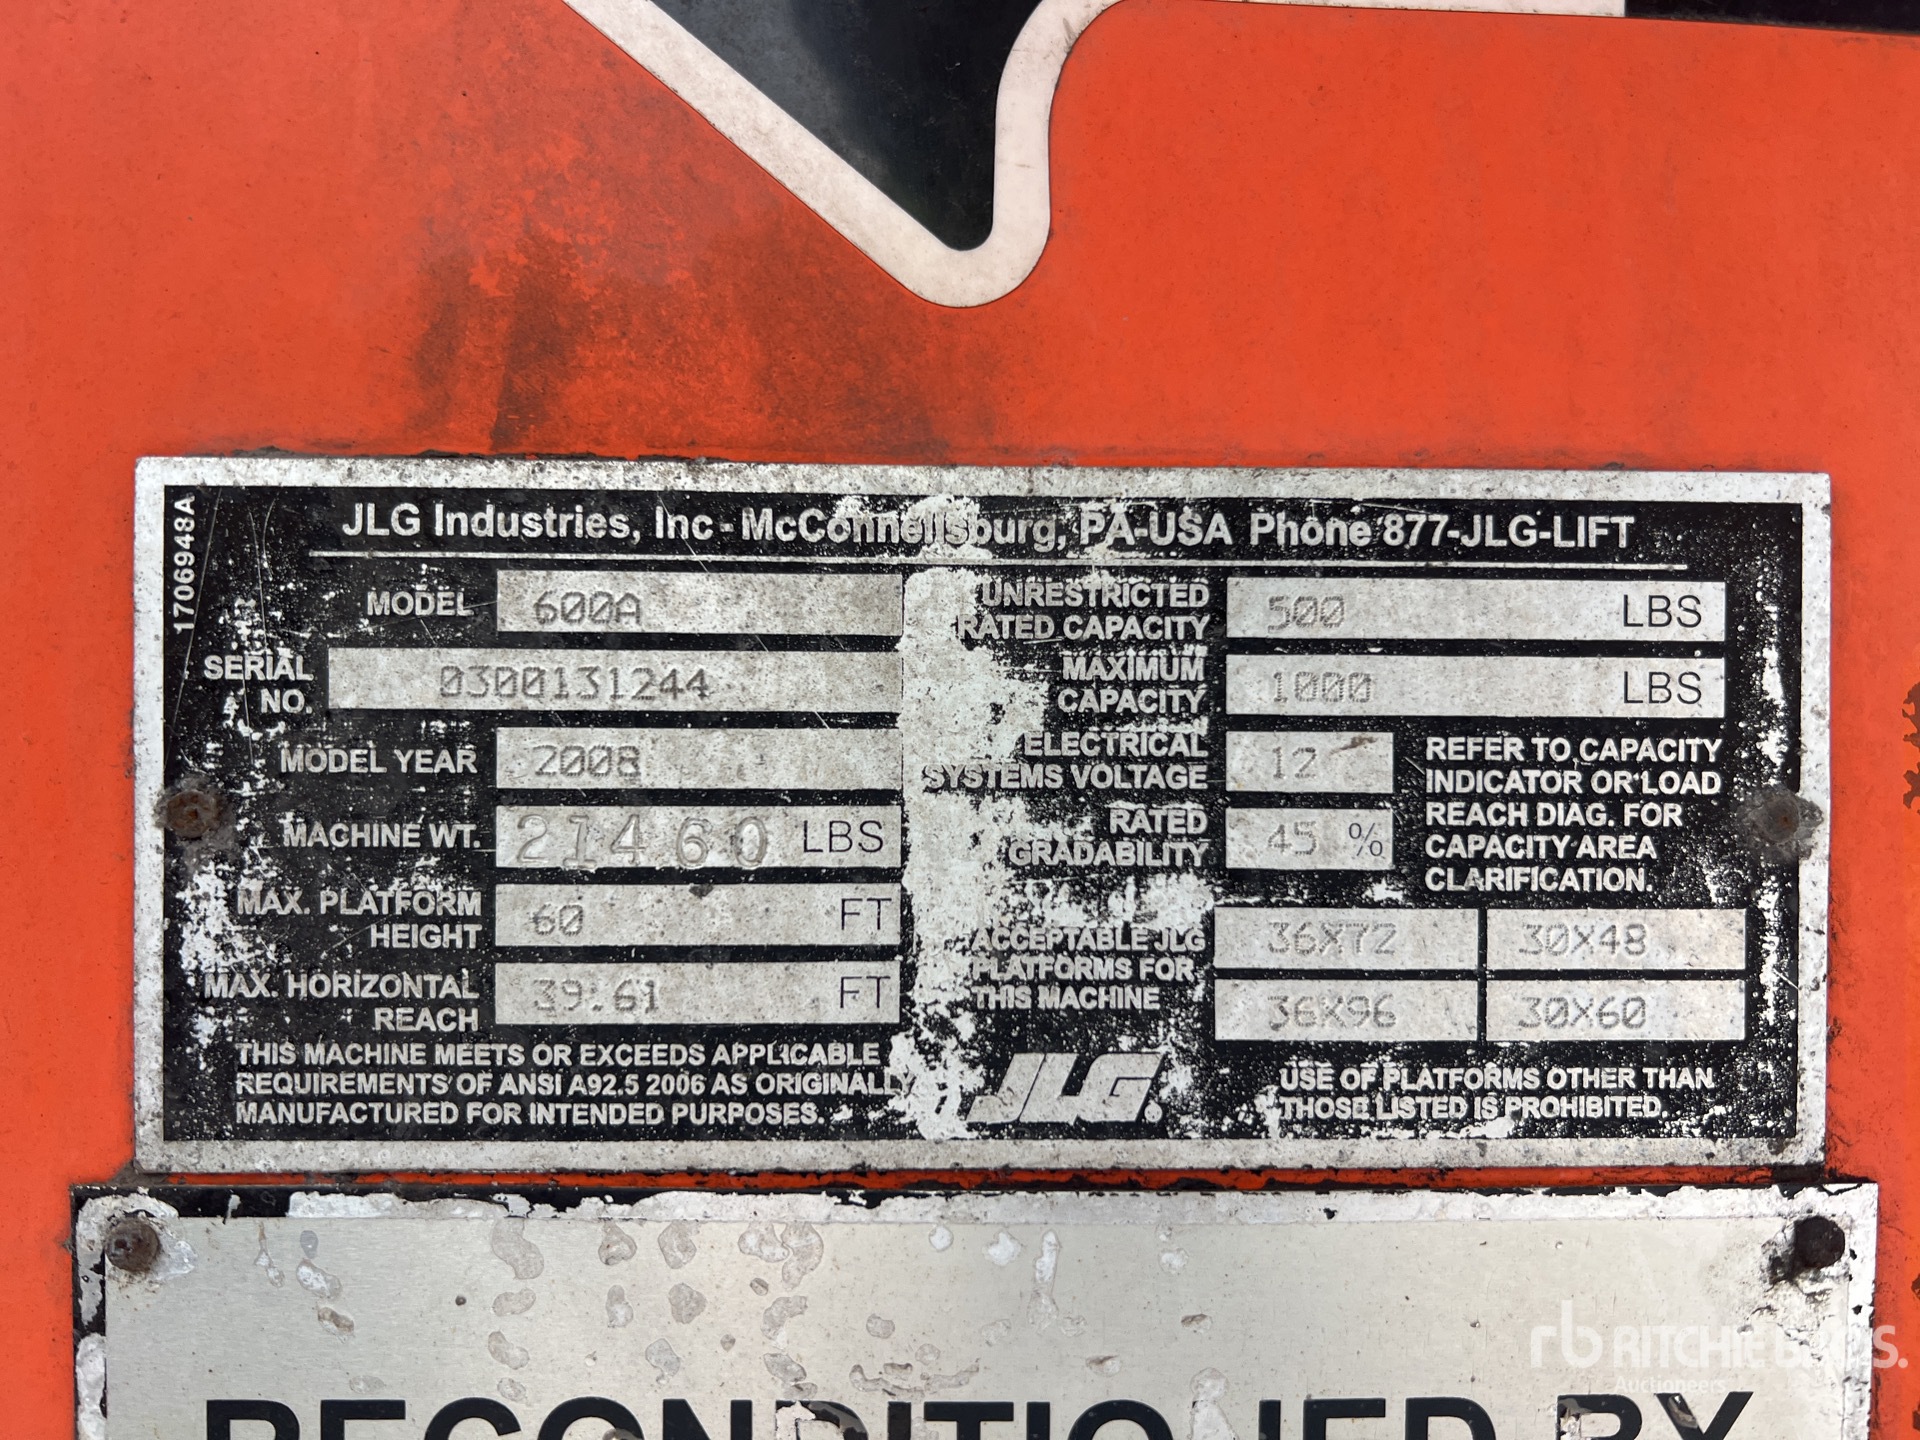 1706948A
JLG Industries, Inc - McConnellsburg, PA-USA Phone 877-JLG-LIFT
MODEL 600A
SERIAL NO. 0300131244
MODEL YEAR 2008
MACHINE WT. 21460 LBS
MAX. PLATFORM HEIGHT 60 FT
MAX. HORIZONTAL REACH 39.61 FT
THIS MACHINE MEETS OR EXCEEDS APPLICABLE
REQUIREMENTS OF ANSI A92.5 2006 AS ORIGINALLY
MANUFACTURED FOR INTENDED PURPOSES.
UNRESTRICTED RATED CAPACITY 500 LBS
MAXIMUM CAPACITY 1000 LBS
ELECTRICAL SYSTEMS VOLTAGE 12
RATED GRADABILITY 45 %
REFER TO CAPACITY
INDICATOR OR LOAD
REACH DIAG. FOR
CAPACITY AREA
CLARIFICATION.
ACCEPTABLE JLG
PLATFORMS FOR
THIS MACHINE
36X72 30X48
36X96 30X60
JLG
USE OF PLATFORMS OTHER THAN
THOSE LISTED IS PROHIBITED.
RECONDITIONED BY
rb RITCHIE BROS.
Auctioneers